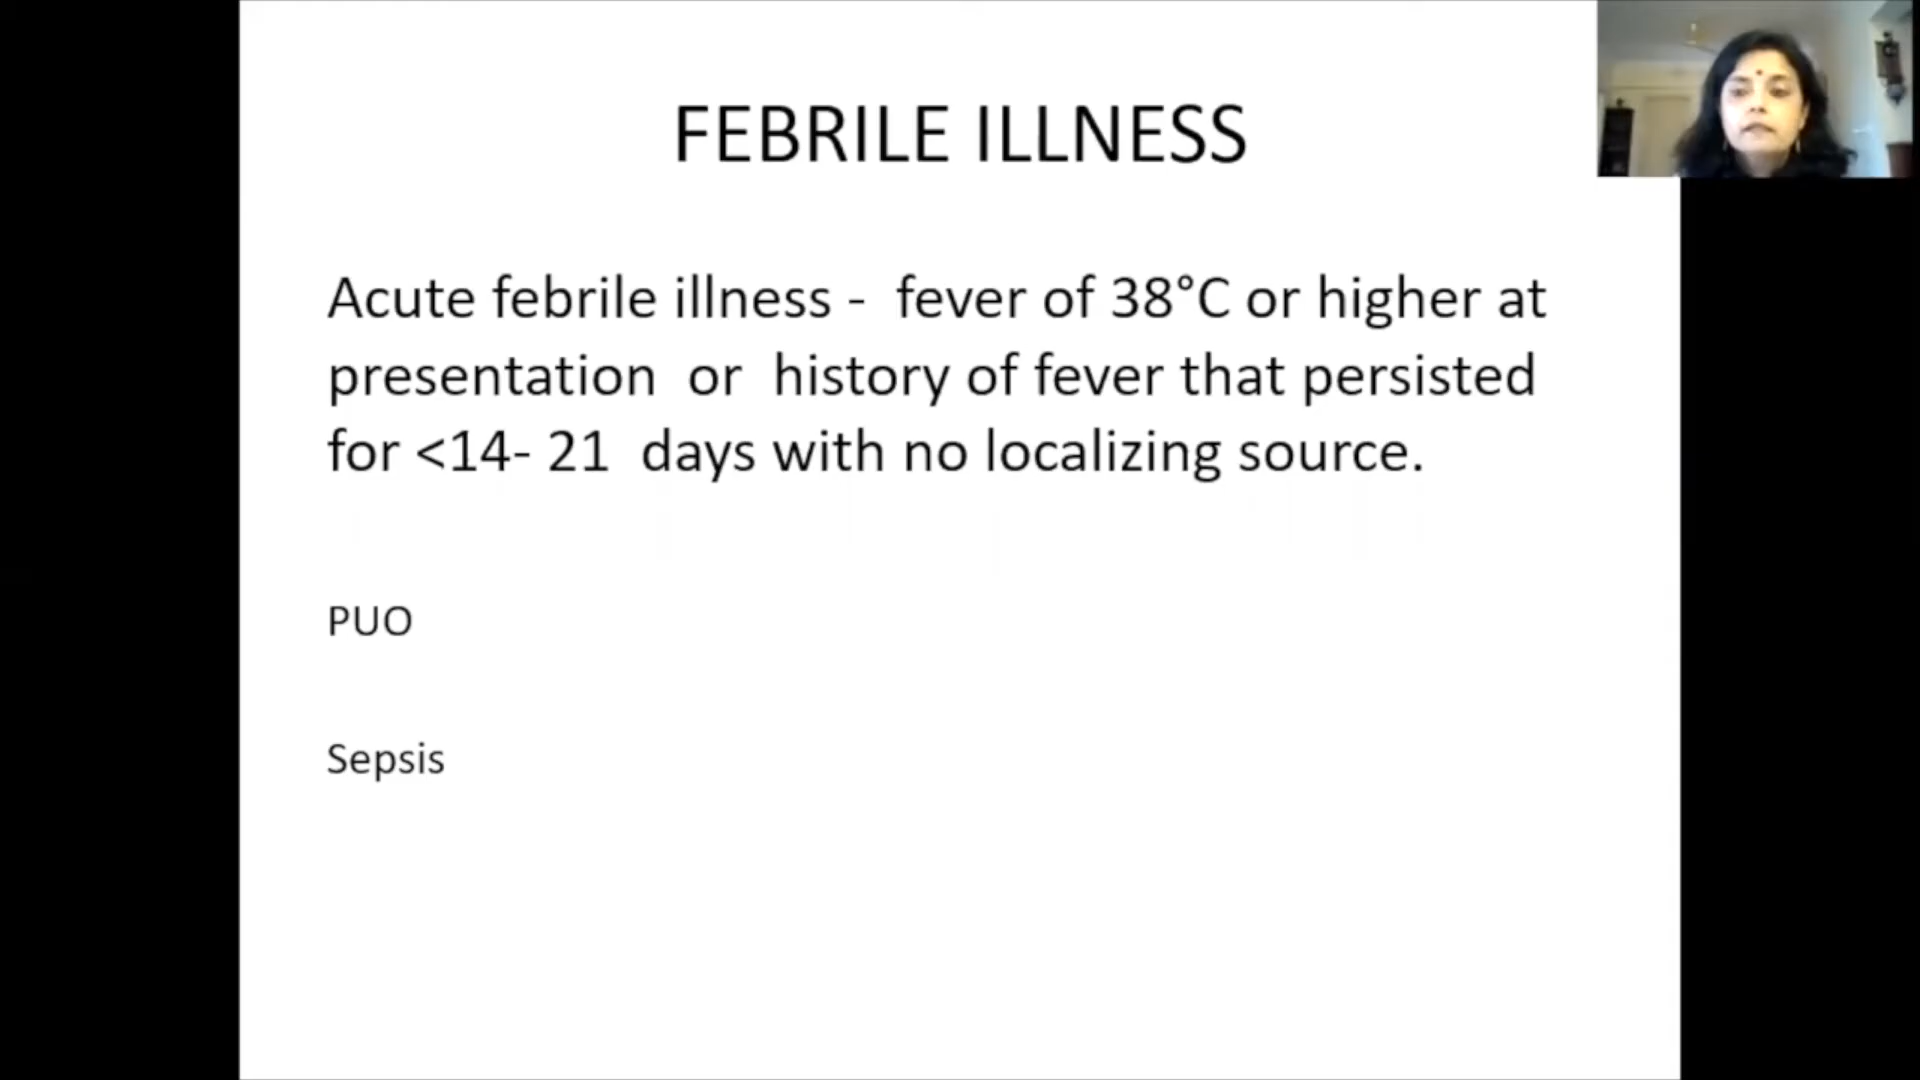 FEBRILE ILLNESS
Acute febrile illness -  fever of 38°C or higher at
presentation  or  history of fever that persisted
for <14- 21  days with no localizing source.
PUO
Sepsis